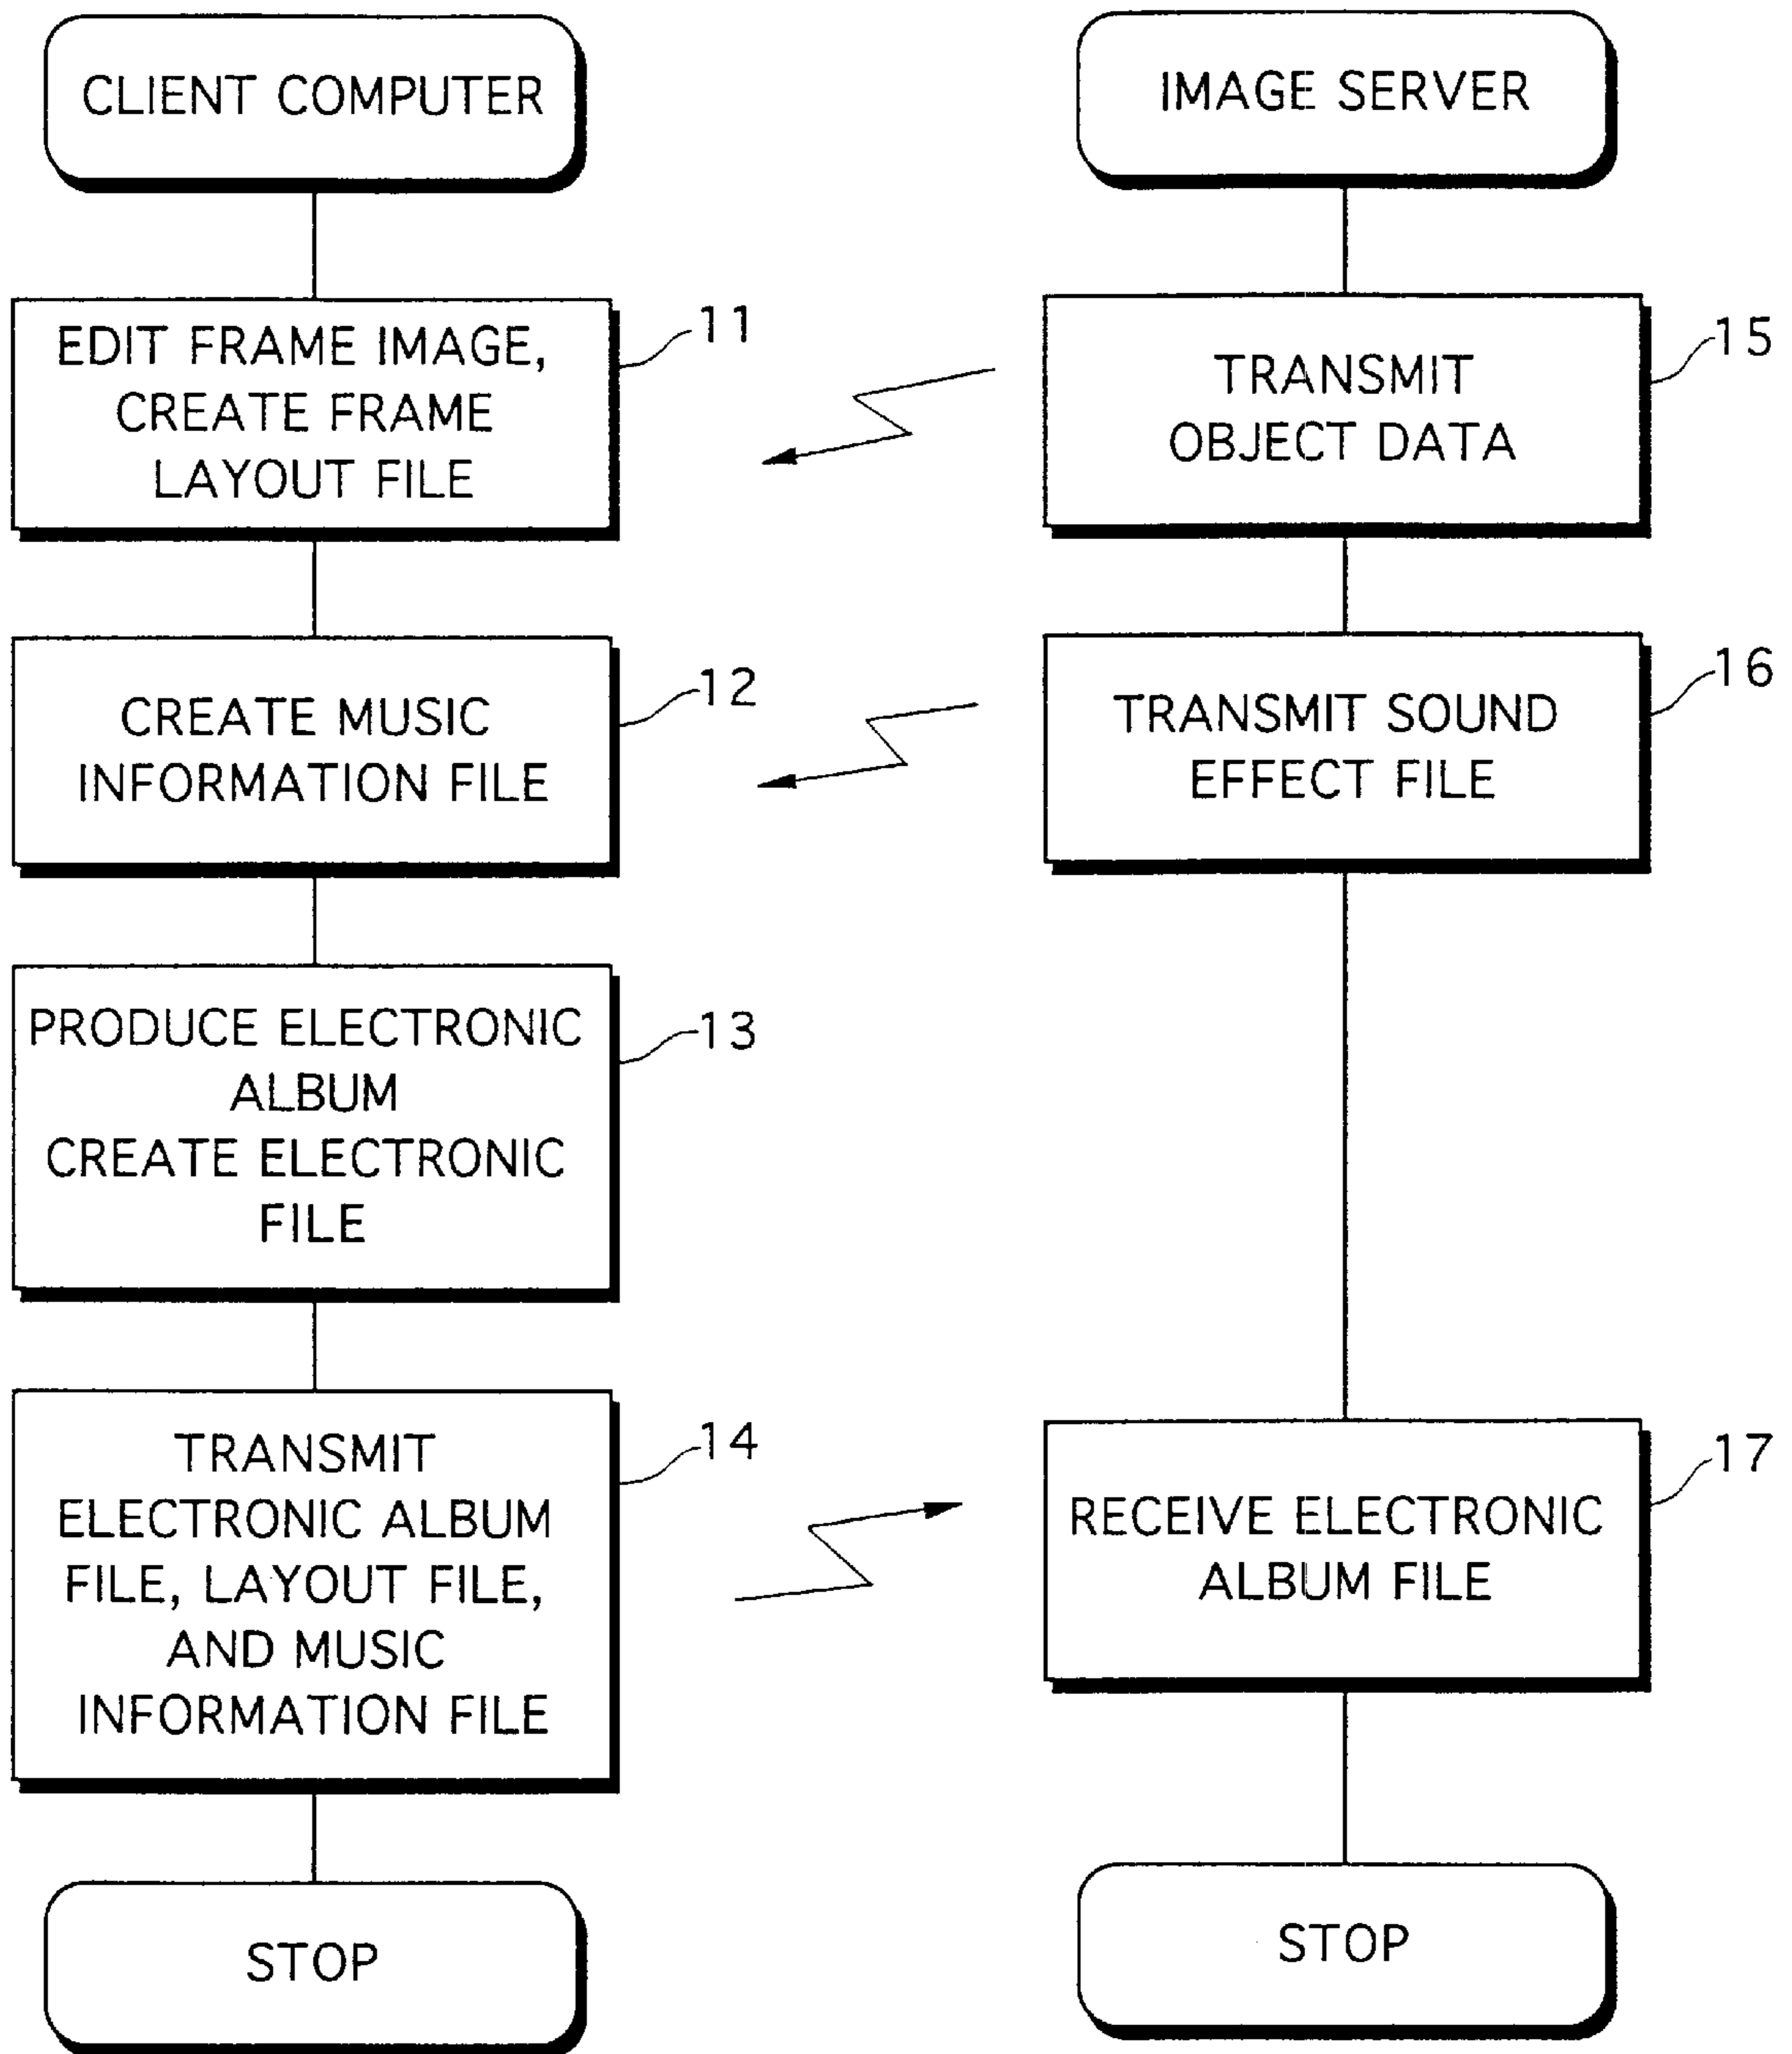 CLIENT COMPUTER
EDIT FRAME IMAGE,
CREATE FRAME
LAYOUT FILE
11
CREATE MUSIC
INFORMATION FILE
12
PRODUCE ELECTRONIC
ALBUM
CREATE ELECTRONIC
FILE
13
TRANSMIT
ELECTRONIC ALBUM
FILE, LAYOUT FILE,
AND MUSIC
INFORMATION FILE
14
STOP
IMAGE SERVER
TRANSMIT
OBJECT DATA
15
TRANSMIT SOUND
EFFECT FILE
16
RECEIVE ELECTRONIC
ALBUM FILE
17
STOP